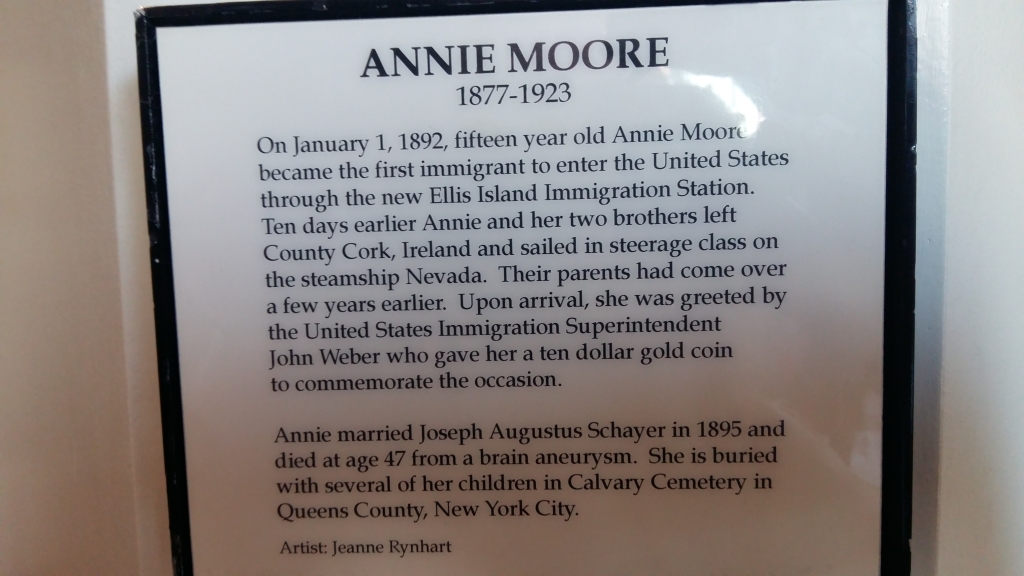 ANNIE MOORE
1877-1923
On January 1, 1892, fifteen year old Annie Moore
became the first immigrant to enter the United States
through the new Ellis Island Immigration Station.
Ten days earlier Annie and her two brothers left
County Cork, Ireland and sailed in steerage class on
the steamship Nevada. Their parents had come over
a few years earlier. Upon arrival, she was greeted by
the United States Immigration Superintendent
John Weber who gave her a ten dollar gold coin
to commemorate the occasion.
Annie married Joseph Augustus Schayer in 1895 and
died at age 47 from a brain aneurysm. She is buried
with several of her children in Calvary Cemetery in
Queens County, New York City.
Artist: Jeanne Rynhart